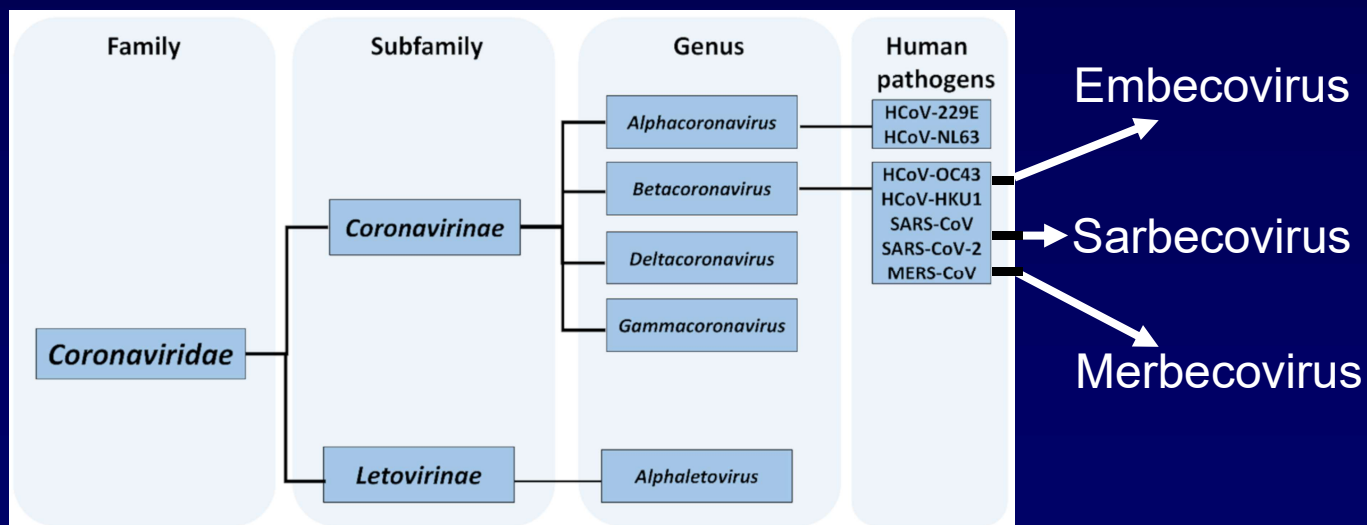 Family
Subfamily
Genus
Human
pathogens
Embecovirus
Alphacoronavirus
HCoV-229E
HCoV-NL63
Betacoronavirus
HCoV-OC43
HCoV-HKU1
SARS-CoV
SARS-CoV-2
MERS-CoV
Coronavirinae
Sarbecovirus
Deltacoronavirus
Gammacoronavirus
Coronaviridae
Merbecovirus
Letovirinae
Alphaletovirus